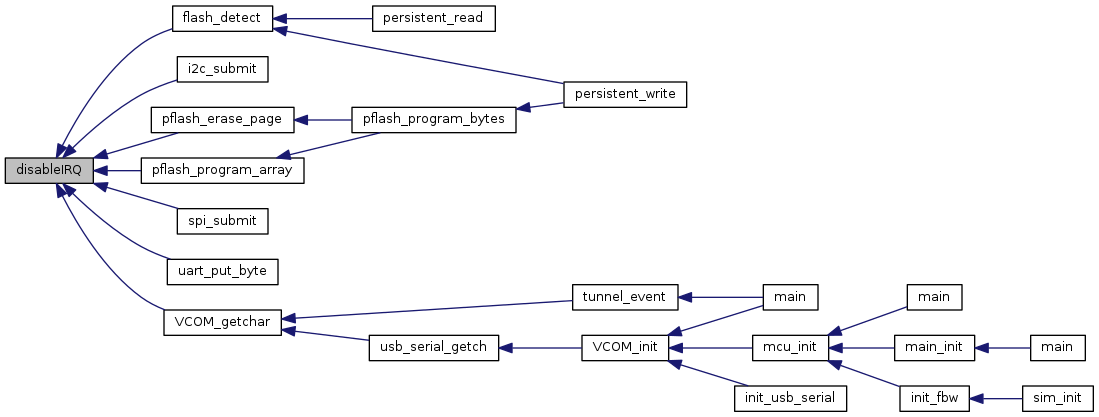 flash_detect
persistent_read
i2c_submit
persistent_write
pflash_erase_page
pflash_program_bytes
disableIRQ
pflash_program_array
spi_submit
uart_put_byte
VCOM_getchar
tunnel_event
main
main
usb_serial_getch
VCOM_init
mcu_init
main_init
main
init_usb_serial
init_fbw
sim_init